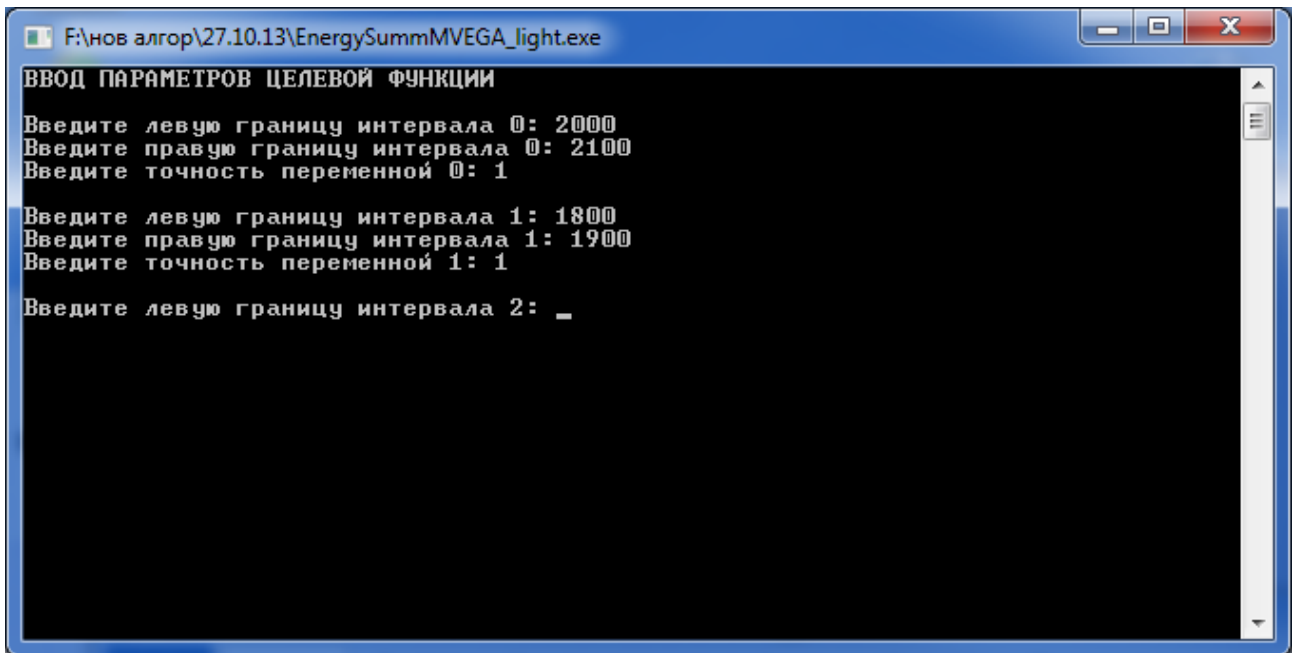 F:\нов алгор\27.10.13\EnergySummMVEGA_light.exe
ВВОД ПАРАМЕТРОВ ЦЕЛЕВОЙ ФУНКЦИИ
Введите левую границу интервала 0: 2000
Введите правую границу интервала 0: 2100
Введите точность переменной 0: 1
Введите левую границу интервала 1: 1800
Введите правую границу интервала 1: 1900
Введите точность переменной 1: 1
Введите левую границу интервала 2: _